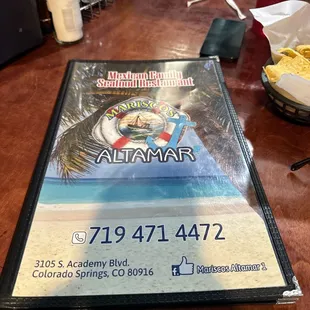 Mexican Family
Seafood Restaurant
MARISCOS
ALTAMAR
719 471 4472
3105 S. Academy Blvd.
Colorado Springs, CO 80916
Mariscos Altamar 1